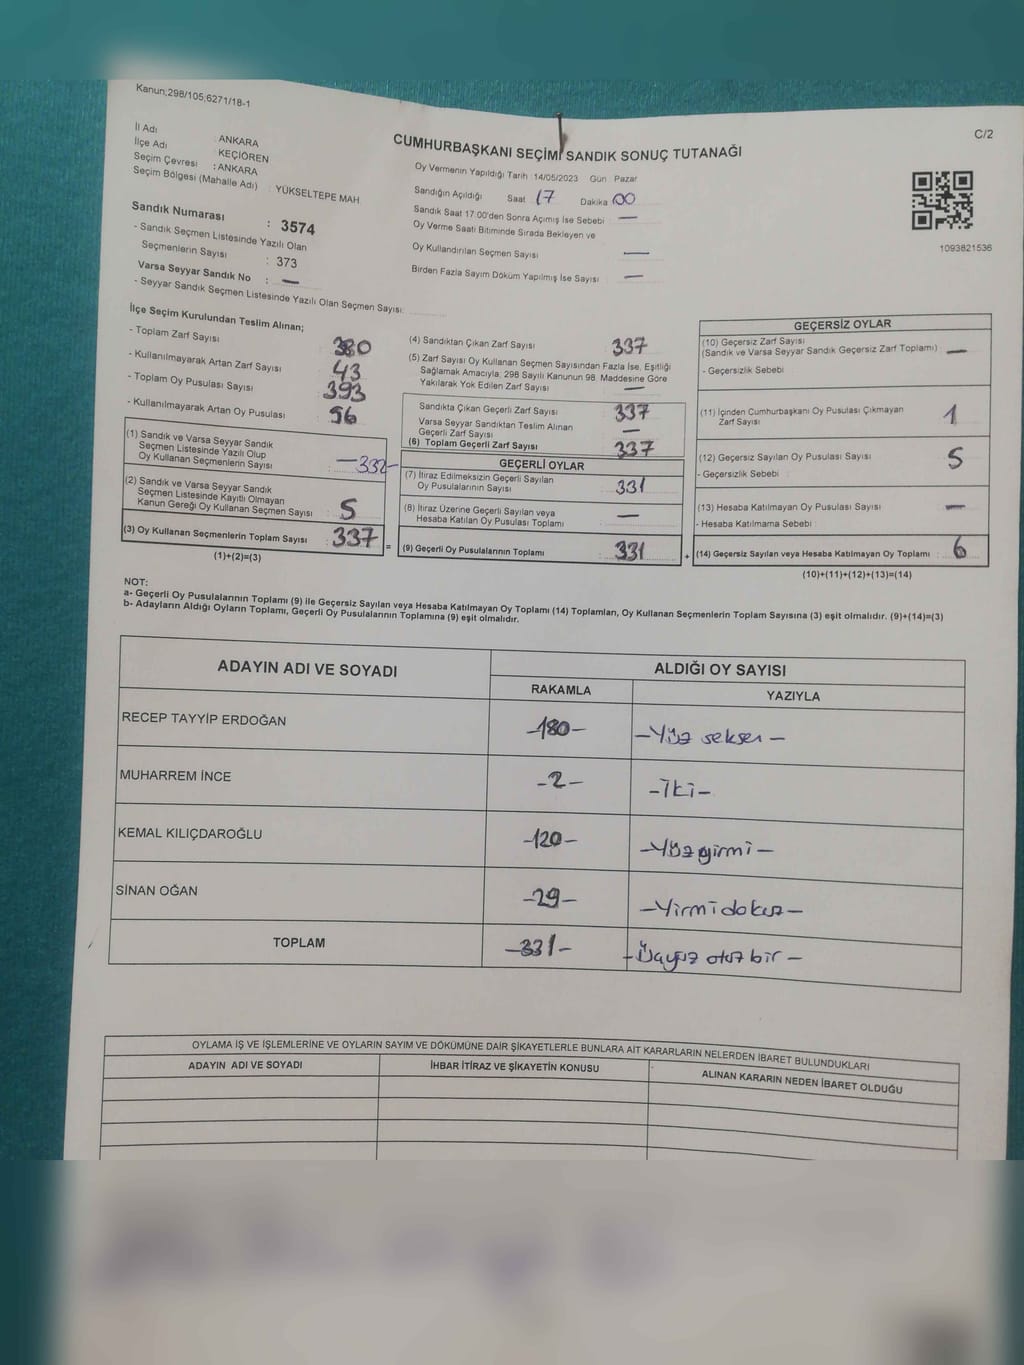 Kanun;298/105;6271/18-1
C/2
İl Adı : ANKARA
İlçe Adı : KEÇİÖREN
Seçim Çevresi : ANKARA
Seçim Bölgesi (Mahalle Adı) : YÜKSELTEPE MAH.
Sandık Numarası : 3574
- Sandık Seçmen Listesinde Yazılı Olan
Seçmenlerin Sayısı : 373
Varsa Seyyar Sandık No : —
- Seyyar Sandık Seçmen Listesinde Yazılı Olan Seçmen Sayısı:
CUMHURBAŞKANI SEÇİMİ SANDIK SONUÇ TUTANAĞI
Oy Vermenin Yapıldığı Tarih :14/05/2023 Gün : Pazar
Sandığın Açıldığı Saat 17 Dakika 00
Sandık Saat 17:00'den Sonra Açımış İse Sebebi : —
Oy Verme Saati Bitiminde Sırada Bekleyen ve
Oy Kullandırılan Seçmen Sayısı —
Birden Fazla Sayım Döküm Yapılmış İse Sayısı : —
1093821536
İlçe Seçim Kurulundan Teslim Alınan;
- Toplam Zarf Sayısı 380
- Kullanılmayarak Artan Zarf Sayısı : 43
- Toplam Oy Pusulası Sayısı 393
- Kullanılmayarak Artan Oy Pusulası : 56
(1) Sandık ve Varsa Seyyar Sandık
Seçmen Listesinde Yazılı Olup
Oy Kullanan Seçmenlerin Sayısı : —332-
(2) Sandık ve Varsa Seyyar Sandık
Seçmen Listesinde Kayıtlı Olmayan
Kanun Gereği Oy Kullanan Seçmen Sayısı : 5
(3) Oy Kullanan Seçmenlerin Toplam Sayısı : 337
(1)+(2)=(3)
=
(4) Sandıktan Çıkan Zarf Sayısı : 337
(5) Zarf Sayısı Oy Kullanan Seçmen Sayısından Fazla İse, Eşitliği
Sağlamak Amacıyla; 298 Sayılı Kanunun 98. Maddesine Göre
Yakılarak Yok Edilen Zarf Sayısı : —
Sandıkta Çıkan Geçerli Zarf Sayısı : 337
Varsa Seyyar Sandıktan Teslim Alınan
Geçerli Zarf Sayısı : —
(6) Toplam Geçerli Zarf Sayısı : 337
GEÇERLİ OYLAR
(7) İtiraz Edilmeksizin Geçerli Sayılan
Oy Pusulalarının Sayısı : 331
(8) İtiraz Üzerine Geçerli Sayılan veya
Hesaba Katılan Oy Pusulası Toplamı : —
(9) Geçerli Oy Pusulalarının Toplamı : 331
+
GEÇERSİZ OYLAR
(10) Geçersiz Zarf Sayısı
(Sandık ve Varsa Seyyar Sandık Geçersiz Zarf Toplamı) : —
- Geçersizlik Sebebi :
(11) İçinden Cumhurbaşkanı Oy Pusulası Çıkmayan
Zarf Sayısı : 1
(12) Geçersiz Sayılan Oy Pusulası Sayısı : 5
- Geçersizlik Sebebi :
(13) Hesaba Katılmayan Oy Pusulası Sayısı : —
- Hesaba Katılmama Sebebi :
(14) Geçersiz Sayılan veya Hesaba Katılmayan Oy Toplamı : 6
(10)+(11)+(12)+(13)=(14)
NOT:
a- Geçerli Oy Pusulalarının Toplamı (9) ile Geçersiz Sayılan veya Hesaba Katılmayan Oy Toplamı (14) Toplamları, Oy Kullanan Seçmenlerin Toplam Sayısına (3) eşit olmalıdır. (9)+(14)=(3)
b- Adayların Aldığı Oyların Toplamı, Geçerli Oy Pusulalarının Toplamına (9) eşit olmalıdır.
ADAYIN ADI VE SOYADI
ALDIĞI OY SAYISI
RAKAMLA YAZIYLA
RECEP TAYYİP ERDOĞAN -180- -Yüz seksen-
MUHARREM İNCE -2- -İki-
KEMAL KILIÇDAROĞLU -120- -Yüzyirmi-
SİNAN OĞAN -29- -Yirmidokuz-
TOPLAM -331- -Üçyüz otuz bir-
OYLAMA İŞ VE İŞLEMLERİNE VE OYLARIN SAYIM VE DÖKÜMÜNE DAİR ŞİKAYETLERLE BUNLARA AİT KARARLARIN NELERDEN İBARET BULUNDUKLARI
ADAYIN ADI VE SOYADI İHBAR İTİRAZ VE ŞİKAYETİN KONUSU ALINAN KARARIN NEDEN İBARET OLDUĞU